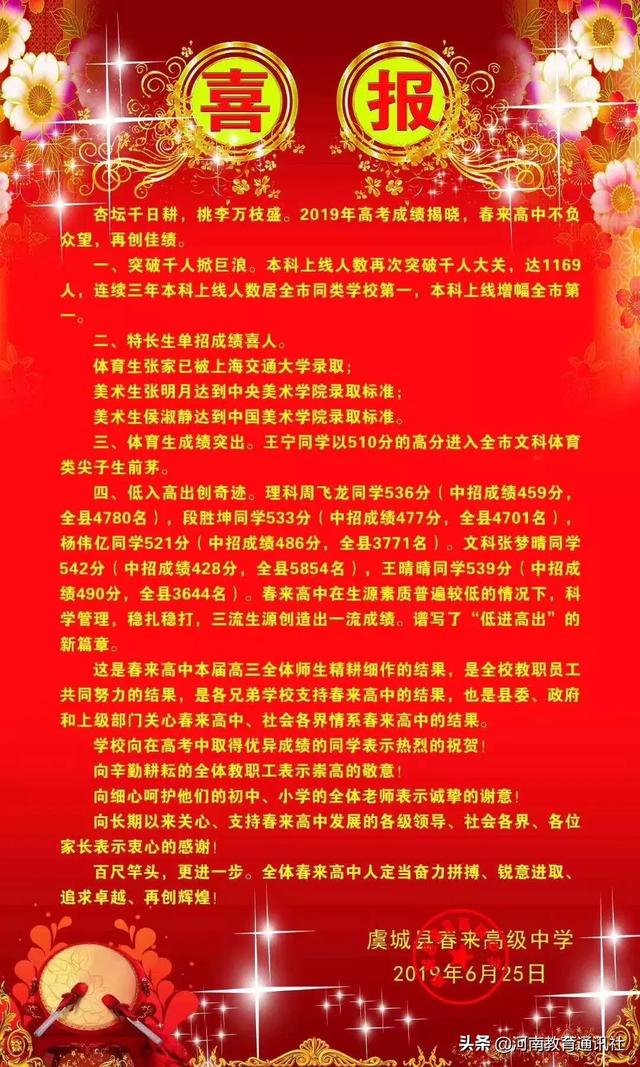 喜报
杏坛千日耕，桃李万枝盛。2019年高考成绩揭晓，春来高中不负
众望，再创佳绩。
一、突破千人掀巨浪。本科上线人数再次突破千人大关，达1169
人，连续三年本科上线人数居全市同类学校第一，本科上线增幅全市第
一。
二、特长生单招成绩喜人。
体育生张家已被上海交通大学录取；
美术生张明月达到中央美术学院录取标准；
美术生侯淑静达到中国美术学院录取标准。
三、体育生成绩突出。王宁同学以510分的高分进入全市文科体育
类尖子生前茅。
四、低入高出创奇迹。理科周飞龙同学536分（中招成绩459分，
全县4780名），段胜坤同学533分（中招成绩477分，全县4701名），
杨伟亿同学521分（中招成绩486分，全县3771名）。文科张梦晴同学
542分（中招成绩428分，全县5854名），王晴晴同学539分（中招成
绩490分，全县3644名）。春来高中在生源素质普遍较低的情况下，科
学管理，稳扎稳打，三流生源创造出一流成绩。谱写了“低进高出”的
新篇章。
这是春来高中本届高三全体师生精耕细作的结果，是全校教职员工
共同努力的结果，是各兄弟学校支持春来高中的结果，也是县委、政府
和上级部门关心春来高中、社会各界情系春来高中的结果。
学校向在高考中取得优异成绩的同学表示热烈的祝贺！
向辛勤耕耘的全体教职工表示崇高的敬意！
向细心呵护他们的初中、小学的全体老师表示诚挚的谢意！
向长期以来关心、支持春来高中发展的各级领导、社会各界、各位
家长表示衷心的感谢！
百尺竿头，更进一步。全体春来高中人定当奋力拼搏、锐意进取、
追求卓越、再创辉煌！
虞城县春来高级中学
2019年6月25日
头条 @河南教育通讯社